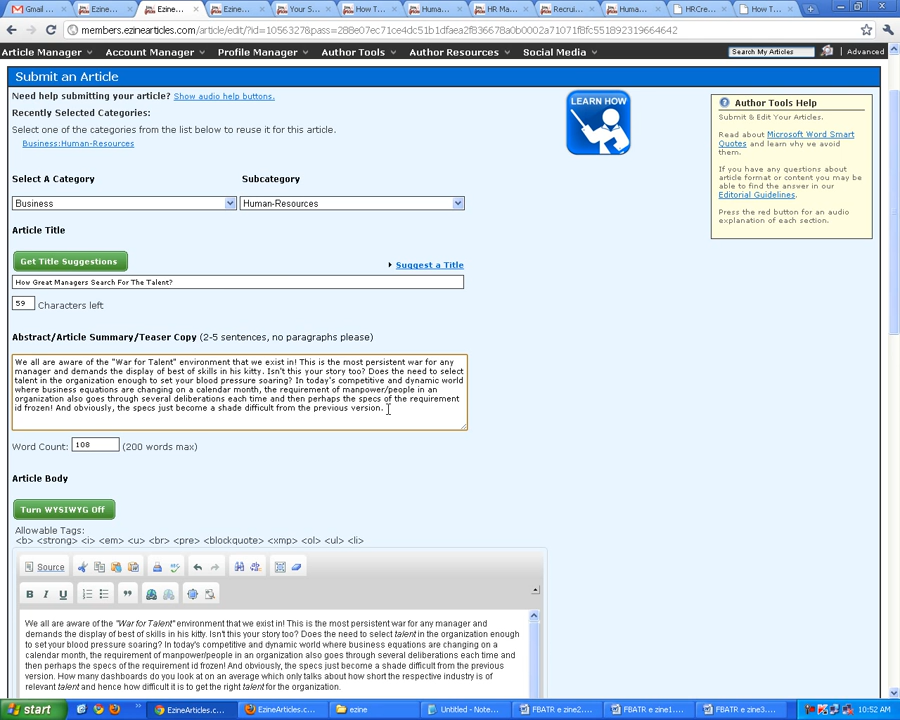 Gmail ...
Ezine...
Ezine...
Ezine...
Your S...
How T...
Huma...
HR Ma...
Recrui...
Huma...
HRCre...
How T...
Article Manager
Account Manager
Profile Manager
Author Tools
Author Resources
Social Media
Search My Articles
Advanced
Submit an Article
Need help submitting your article? Show audio help buttons.
Recently Selected Categories:
Select one of the categories from the list below to reuse it for this article.
Business:Human-Resources
LEARN HOW
Author Tools Help
Submit & Edit Your Articles.
Read about Microsoft Word Smart
Quotes and learn why we avoid
them.
If you have any questions about
article format or content you may be
able to find the answer in our
Editorial Guidelines.
Press the red button for an audio
explanation of each section.
Select A Category
Subcategory
Business
Human-Resources
Article Title
Get Title Suggestions
Suggest a Title
How Great Managers Search For The Talent?
59 Characters left
Abstract/Article Summary/Teaser Copy (2-5 sentences, no paragraphs please)
We all are aware of the "War for Talent" environment that we exist in! This is the most persistent war for any
manager and demands the display of best of skills in his kitty. Isn't this your story too? Does the need to select
talent in the organization enough to set your blood pressure soaring? In today's competitive and dynamic world
where business equations are changing on a calendar month, the requirement of manpower/people in an
organization also goes through several deliberations each time and then perhaps the specs of the requirement
id frozen! And obviously, the specs just become a shade difficult from the previous version.
Word Count: 108 (200 words max)
Article Body
Turn WYSIWYG Off
Allowable Tags:
<b> <strong> <i> <em> <u> <br> <pre> <blockquote> <xmp> <ol> <ul> <li>
Source
B I U
We all are aware of the "War for Talent" environment that we exist in! This is the most persistent war for any manager and
demands the display of best of skills in his kitty. Isn't this your story too? Does the need to select talent in the organization enough
to set your blood pressure soaring? In today's competitive and dynamic world where business equations are changing on a
calendar month, the requirement of manpower/people in an organization also goes through several deliberations each time and
then perhaps the specs of the requirement id frozen! And obviously, the specs just become a shade difficult from the previous
version. How many dashboards do you look at on an average which only talks about how short the respective industry is of
relevant talent and hence how difficult it is to get the right talent for the organization.
start
EzineArticles.c...
EzineArticles.c...
ezine
Untitled - Note...
FBATR e zine2....
FBATR e zine1....
FBATR e zine3....
10:52 AM